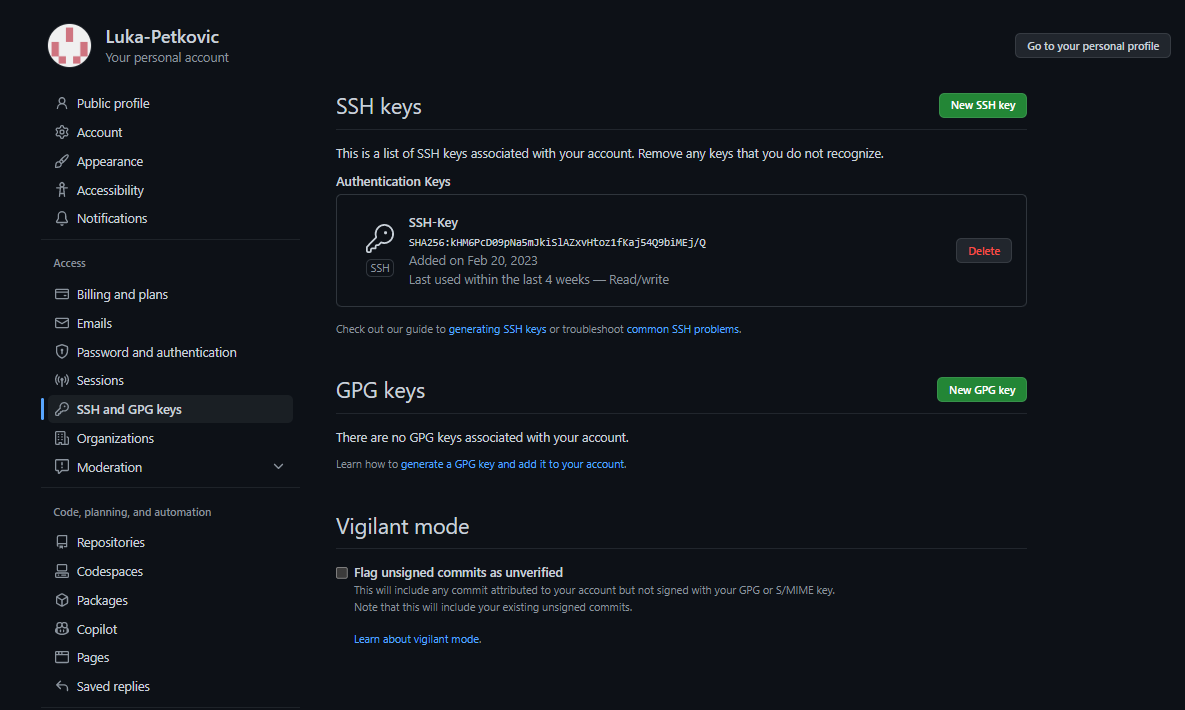 Luka-Petkovic
Your personal account
Go to your personal profile
Public profile
Account
Appearance
Accessibility
Notifications
Access
Billing and plans
Emails
Password and authentication
Sessions
SSH and GPG keys
Organizations
Moderation
Code, planning, and automation
Repositories
Codespaces
Packages
Copilot
Pages
Saved replies
SSH keys
New SSH key
This is a list of SSH keys associated with your account. Remove any keys that you do not recognize.
Authentication Keys
SSH-Key
SHA256:kHM6PcD09pNa5mJkiSlAZxvHtoz1fKaj54Q9biMEj/Q
Added on Feb 20, 2023
Last used within the last 4 weeks — Read/write
SSH
Delete
Check out our guide to generating SSH keys or troubleshoot common SSH problems.
GPG keys
New GPG key
There are no GPG keys associated with your account.
Learn how to generate a GPG key and add it to your account.
Vigilant mode
Flag unsigned commits as unverified
This will include any commit attributed to your account but not signed with your GPG or S/MIME key.
Note that this will include your existing unsigned commits.
Learn about vigilant mode.